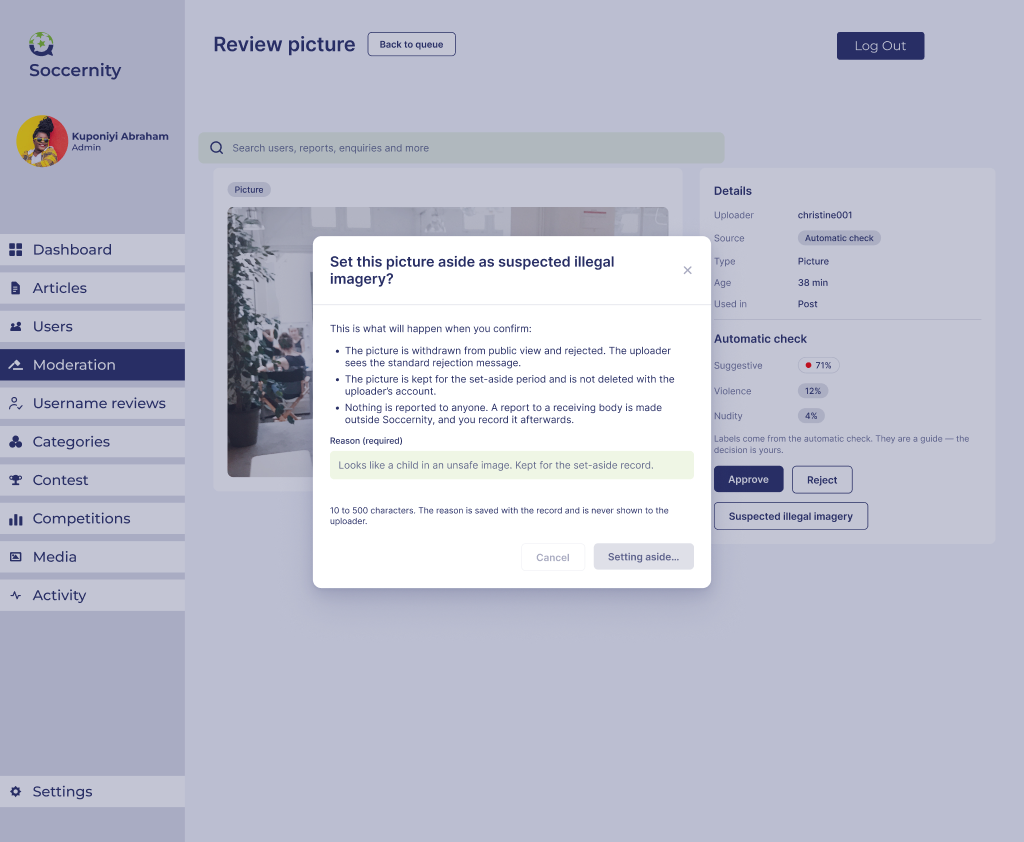 Soccernity
Kuponiyi Abraham
Admin
Dashboard
Articles
Users
Moderation
Username reviews
Categories
Contest
Competitions
Media
Activity
Settings
Review picture
Back to queue
Log Out
Search users, reports, enquiries and more
Picture
Set this picture aside as suspected illegal
imagery?
This is what will happen when you confirm:
• The picture is withdrawn from public view and rejected. The uploader
sees the standard rejection message.
• The picture is kept for the set-aside period and is not deleted with the
uploader's account.
• Nothing is reported to anyone. A report to a receiving body is made
outside Soccernity, and you record it afterwards.
Reason (required)
Looks like a child in an unsafe image. Kept for the set-aside record.
10 to 500 characters. The reason is saved with the record and is never shown to the
uploader.
Cancel
Setting aside…
Details
Uploader christine001
Source Automatic check
Type Picture
Age 38 min
Used in Post
Automatic check
Suggestive 71%
Violence 12%
Nudity 4%
Labels come from the automatic check. They are a guide — the
decision is yours.
Approve
Reject
Suspected illegal imagery